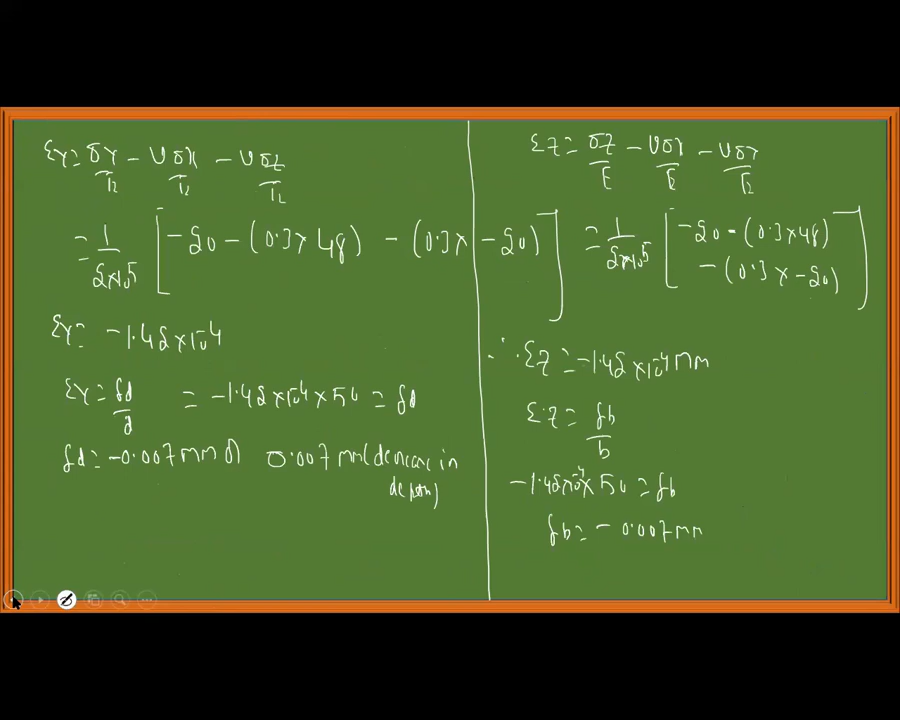 εy = σy/E - υσx/E - υσz/E
= 1/2×10^5 [ -20 - (0.3 × 48) - (0.3 × -20) ]
εy = -1.42 × 10^-4
εy = δd/d = -1.42 × 10^-4 × 50 = δd
δd = -0.007 mm 0.007 mm (decrease in
depth)
εz = σz/E - υσx/E - υσy/E
= 1/2×10^5 [ -20 - (0.3 × 48)
- (0.3 × -20) ]
∴ εz = -1.42 × 10^-4 mm
εz = δb/b
-1.42×10^-4 × 50 = δb
δb = - 0.007 mm